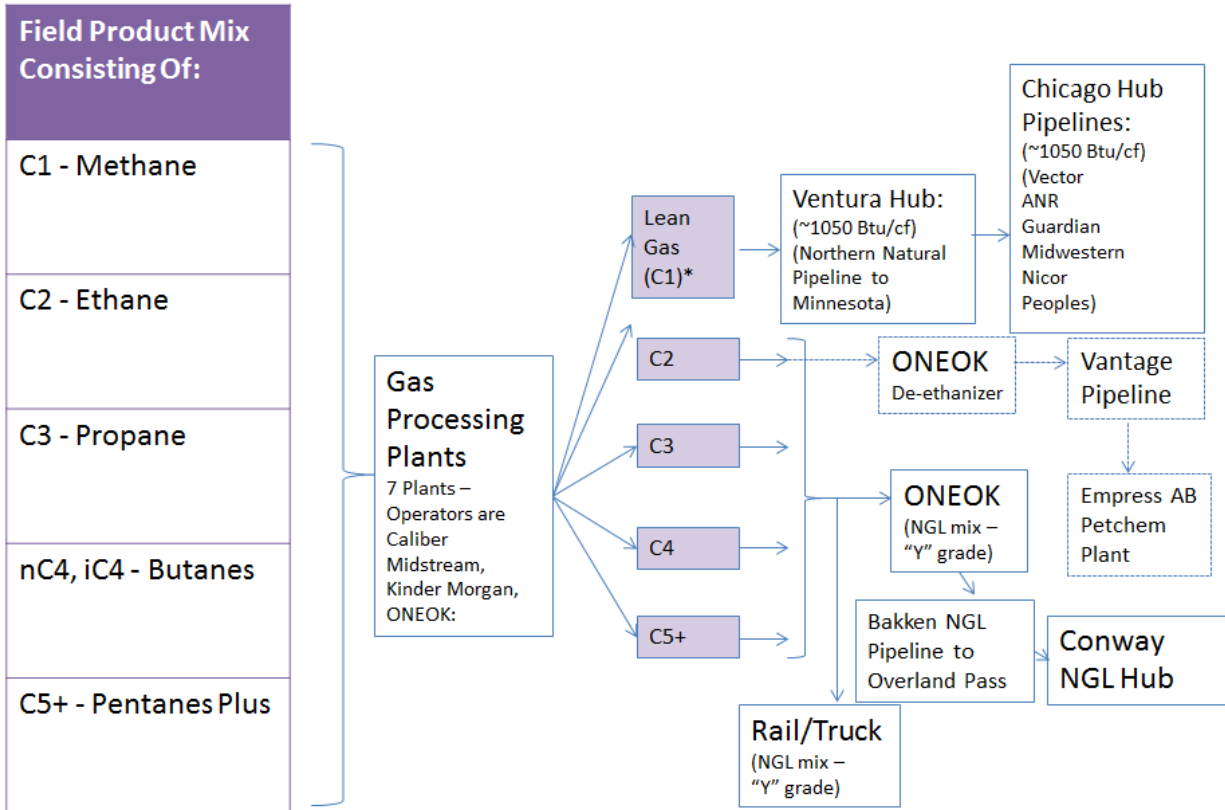 Field Product Mix
Consisting Of:
C1 - Methane
C2 - Ethane
C3 - Propane
nC4, iC4 - Butanes
C5+ - Pentanes Plus
Gas
Processing
Plants
7 Plants –
Operators are
Caliber
Midstream,
Kinder Morgan,
ONEOK:
Lean
Gas
(C1)*
C2
C3
C4
C5+
Ventura Hub:
(~1050 Btu/cf)
(Northern Natural
Pipeline to
Minnesota)
Chicago Hub
Pipelines:
(~1050 Btu/cf)
(Vector
ANR
Guardian
Midwestern
Nicor
Peoples)
ONEOK
De-ethanizer
Vantage
Pipeline
Empress AB
Petchem
Plant
ONEOK
(NGL mix –
“Y” grade)
Bakken NGL
Pipeline to
Overland Pass
Conway
NGL Hub
Rail/Truck
(NGL mix –
“Y” grade)